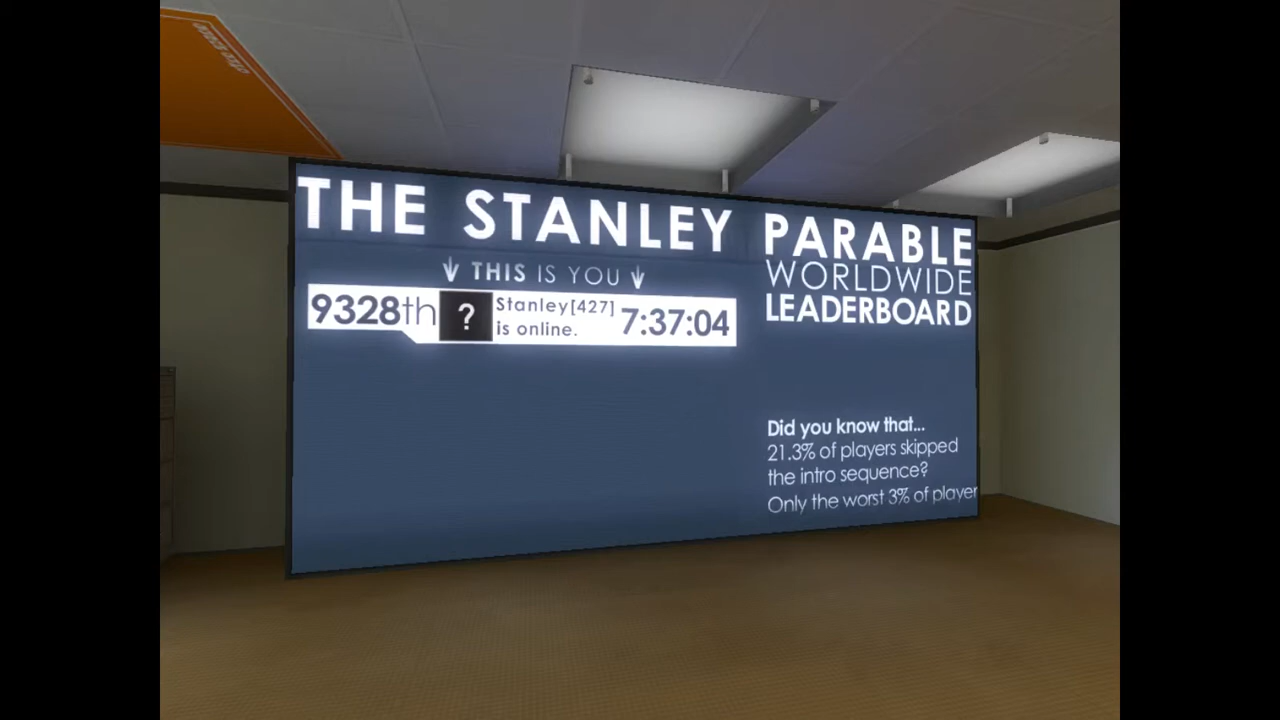 THE STANLEY PARABLE
WORLDWIDE
LEADERBOARD
THIS IS YOU
9328th ? Stanley[427] is online. 7:37:04
Did you know that...
21.3% of players skipped
the intro sequence?
Only the worst 3% of player